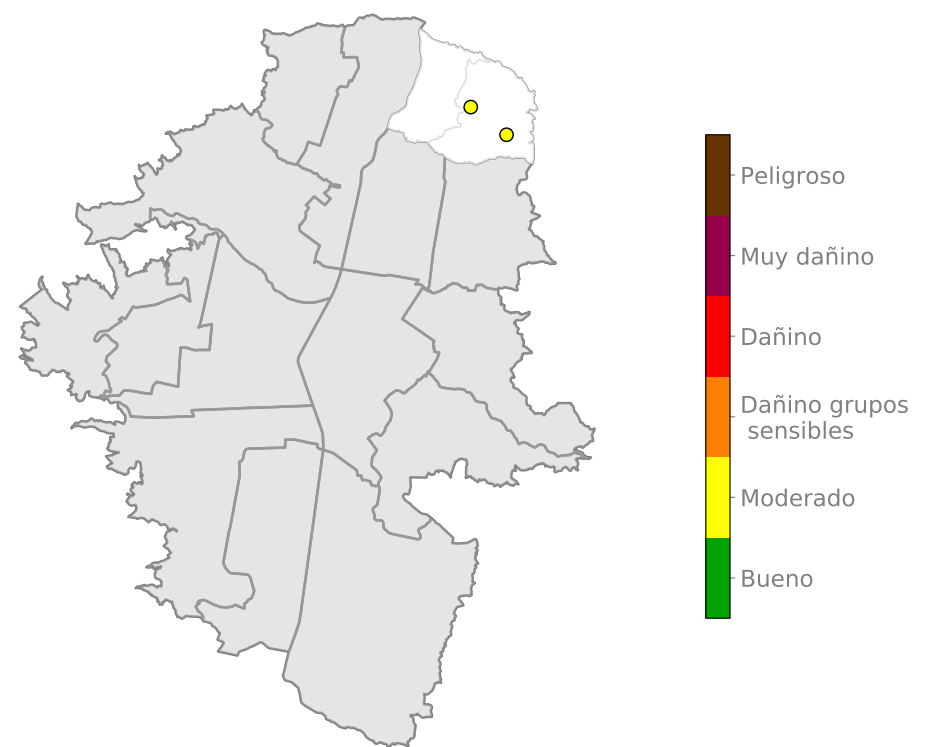 Peligroso
Muy dañino
Dañino
Dañino grupos
sensibles
Moderado
Bueno